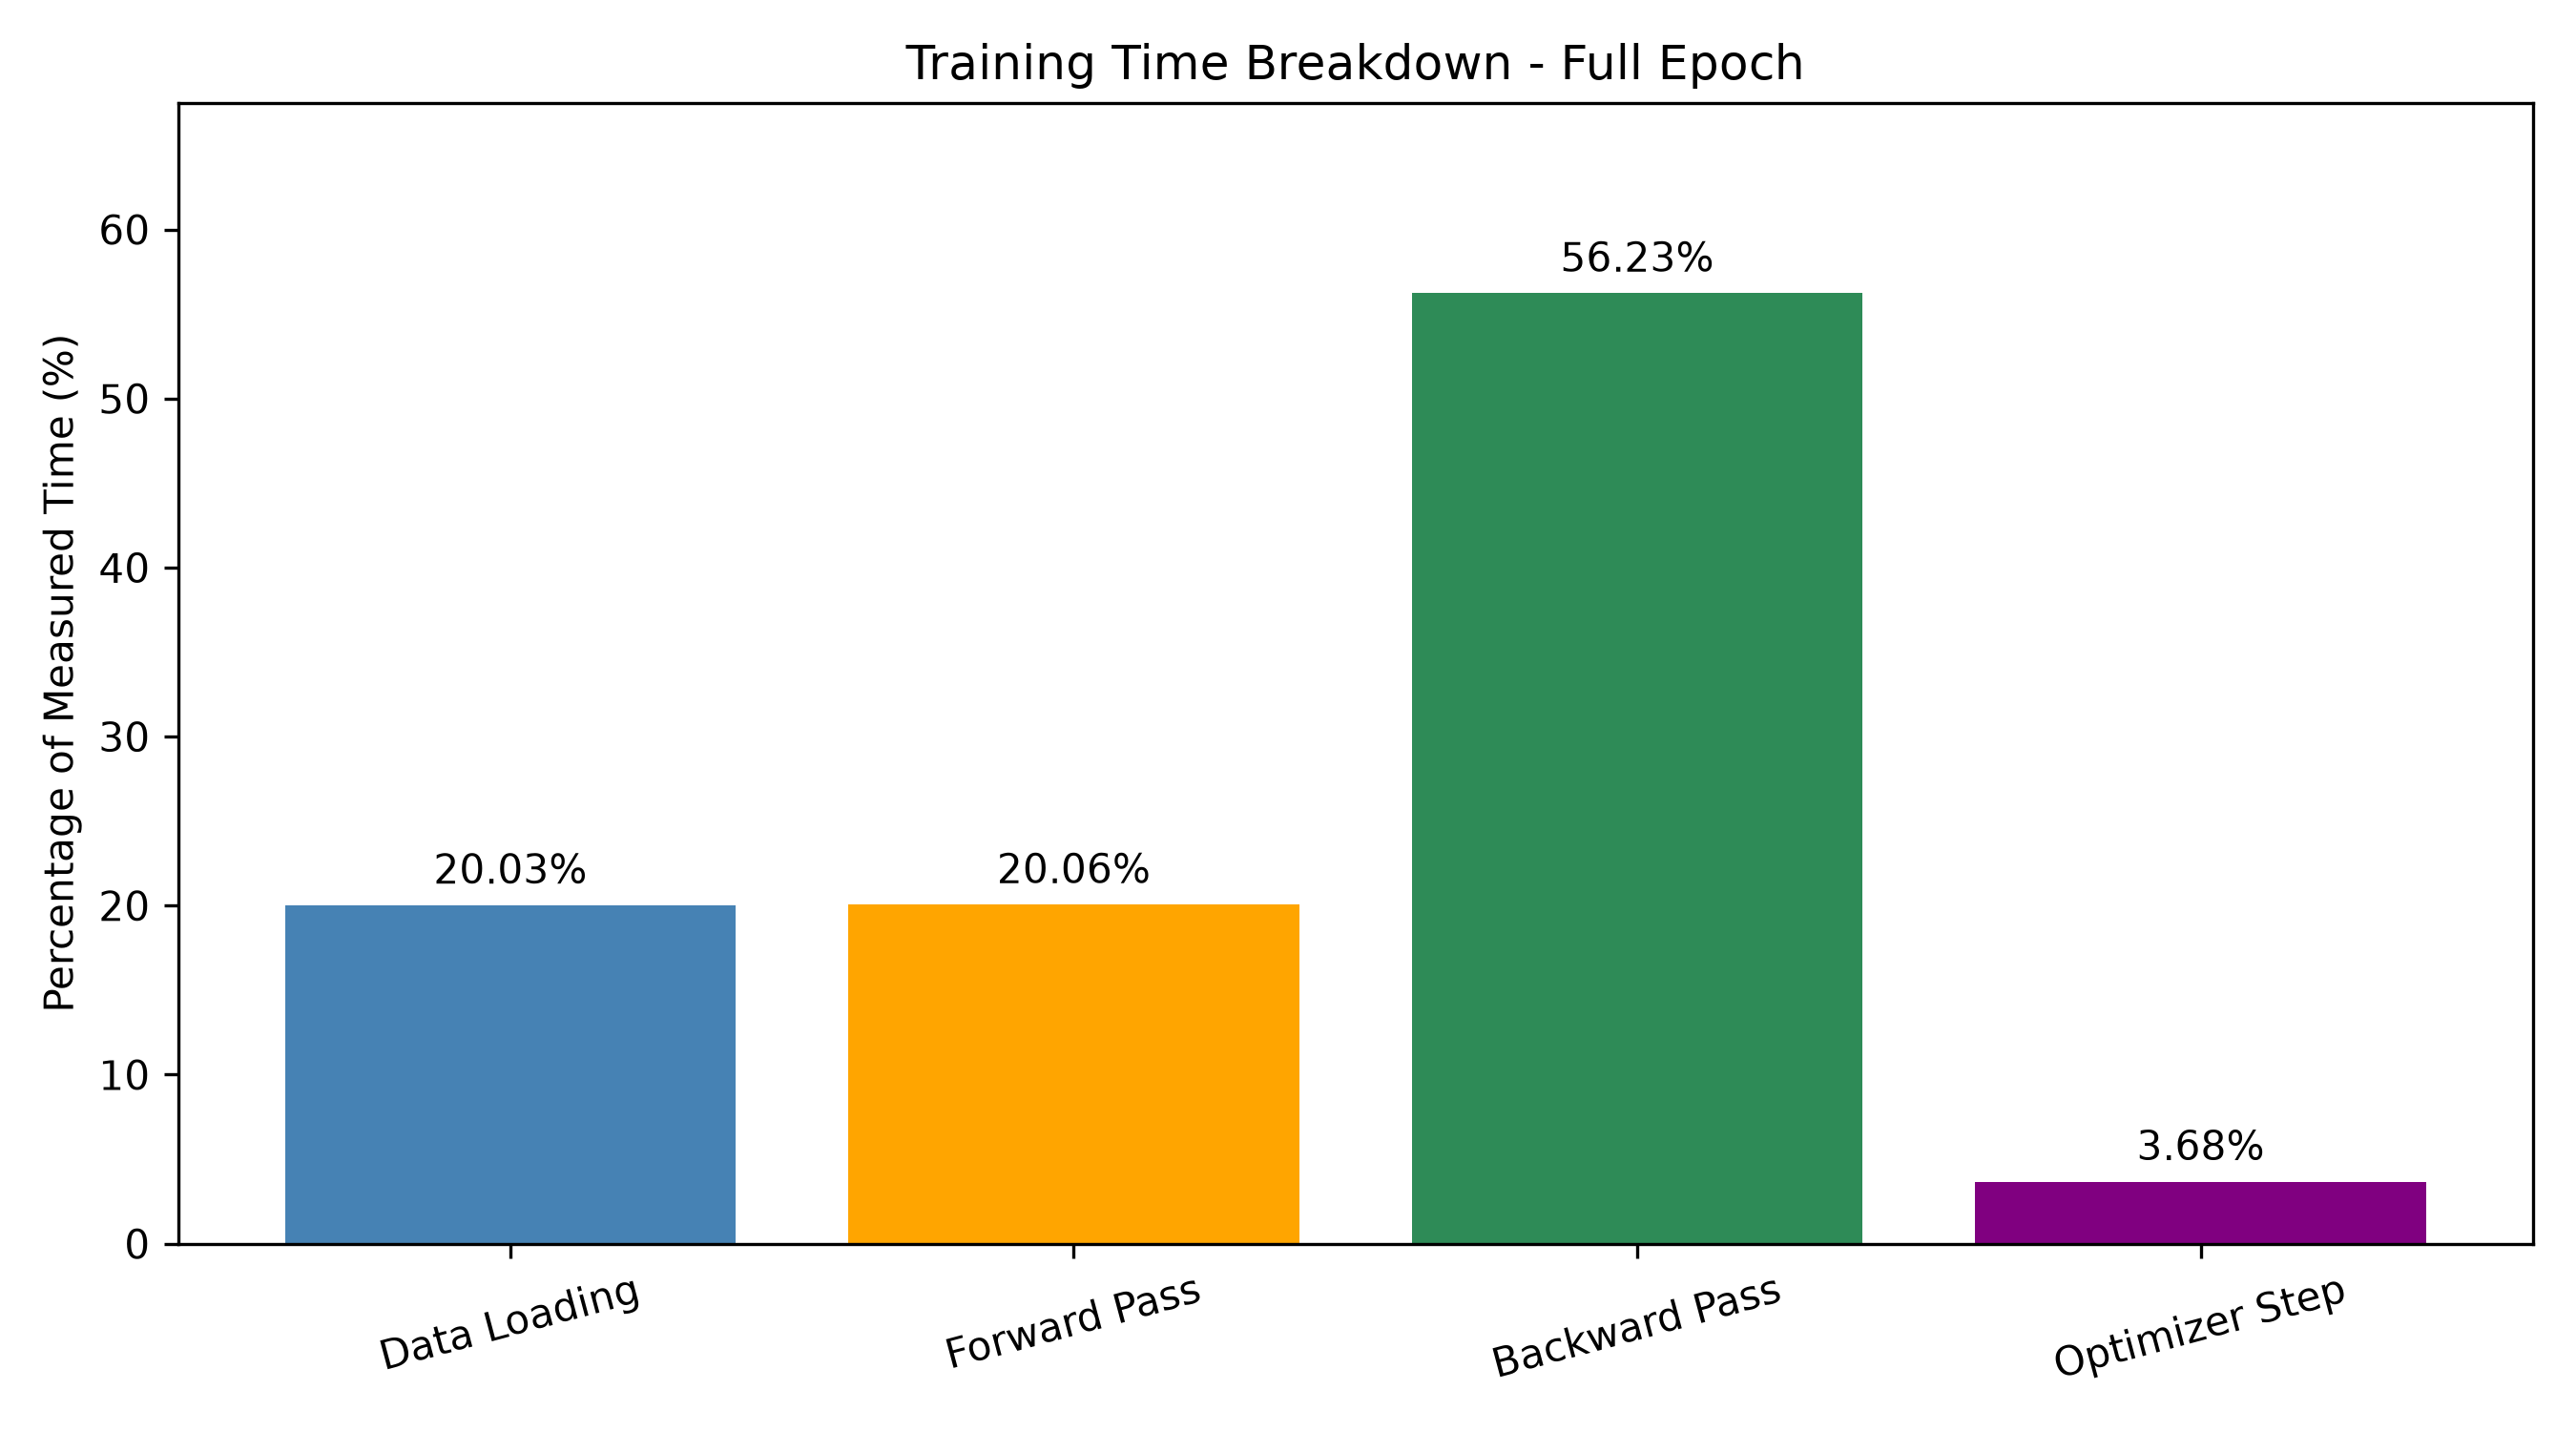 Training Time Breakdown - Full Epoch
Percentage of Measured Time (%)
60
50
40
30
20
10
0
20.03%
20.06%
56.23%
3.68%
Data Loading
Forward Pass
Backward Pass
Optimizer Step